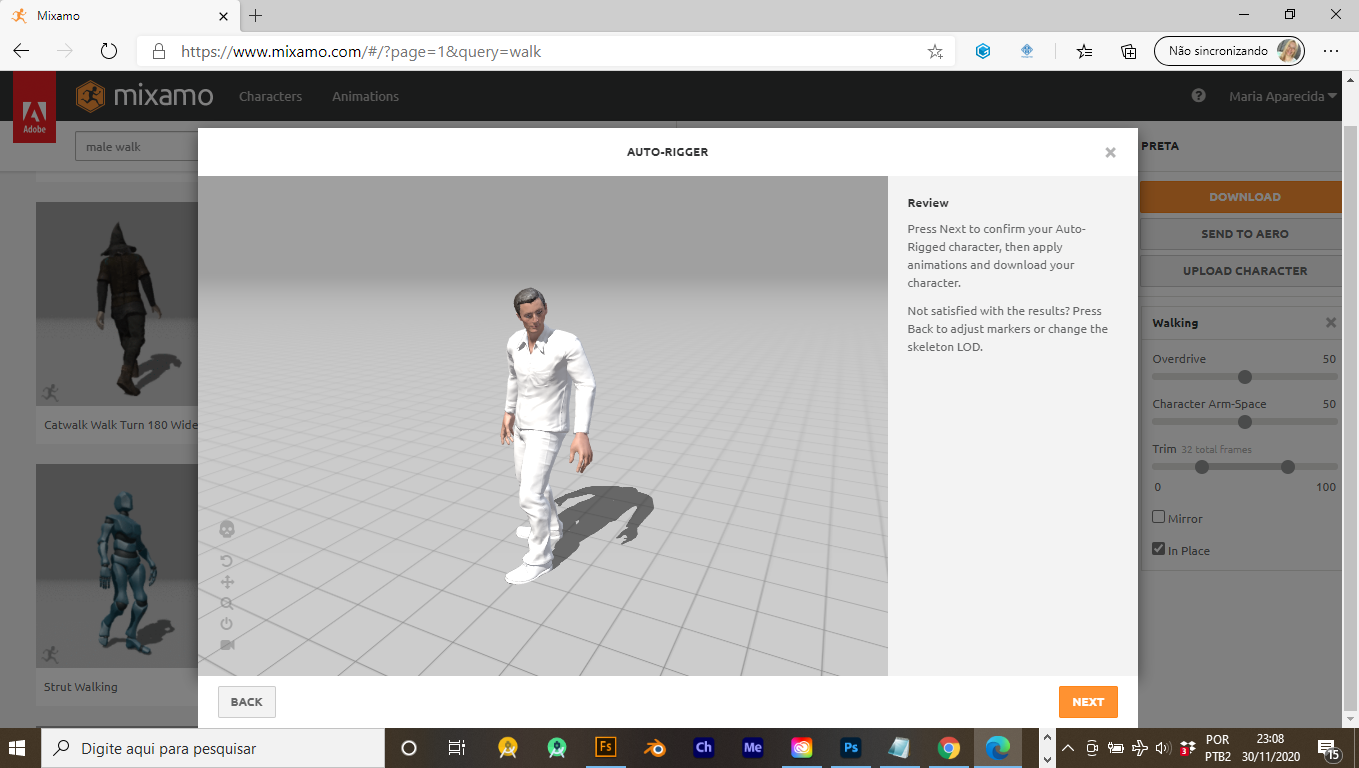 Mixamo
https://www.mixamo.com/#/?page=1&query=walk
Não sincronizando
Adobe
mixamo
Characters
Animations
Maria Aparecida
male walk
AUTO-RIGGER
PRETA
Review
Press Next to confirm your Auto-
Rigged character, then apply
animations and download your
character.
Not satisfied with the results? Press
Back to adjust markers or change the
skeleton LOD.
DOWNLOAD
SEND TO AERO
UPLOAD CHARACTER
Walking
Overdrive 50
Character Arm-Space 50
Trim 32 total frames
0 100
Mirror
In Place
Catwalk Walk Turn 180 Wide
Strut Walking
BACK
NEXT
Digite aqui para pesquisar
Fs
Ch
Me
Ps
3
POR
PTB2
23:08
30/11/2020
15